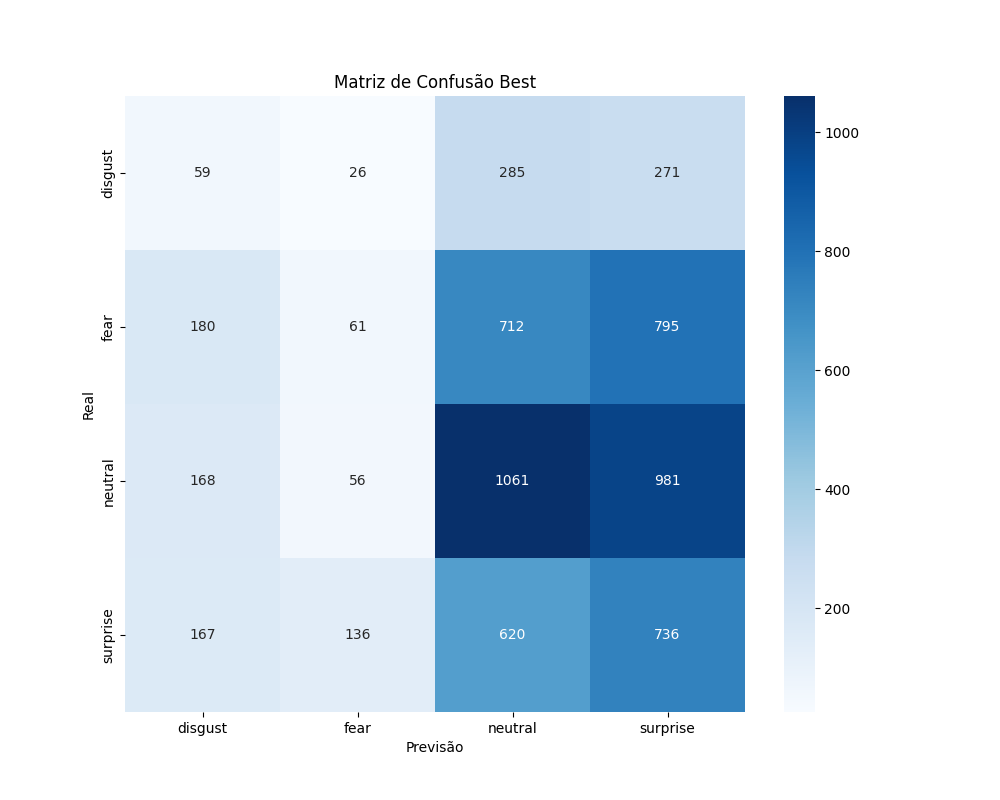 Matriz de Confusão Best
disgust 59 26 285 271
fear 180 61 712 795
neutral 168 56 1061 981
surprise 167 136 620 736
Real
disgust fear neutral surprise
Previsão
1000
800
600
400
200